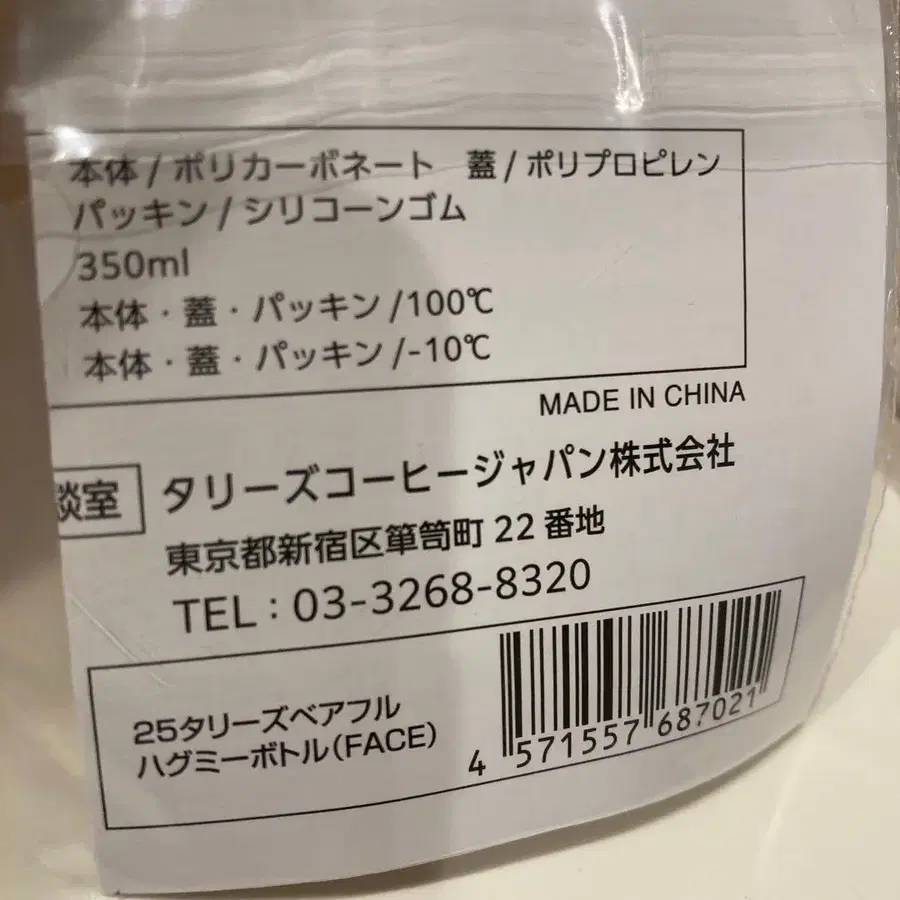 本体/ポリカーボネート 蓋/ポリプロピレン
パッキン/シリコーンゴム
350ml
本体・蓋・パッキン/100℃
本体・蓋・パッキン/-10℃
MADE IN CHINA
談室 タリーズコーヒージャパン株式会社
東京都新宿区箪笥町22番地
TEL:03-3268-8320
25タリーズベアフル
ハグミーボトル(FACE)
4 571557 687021